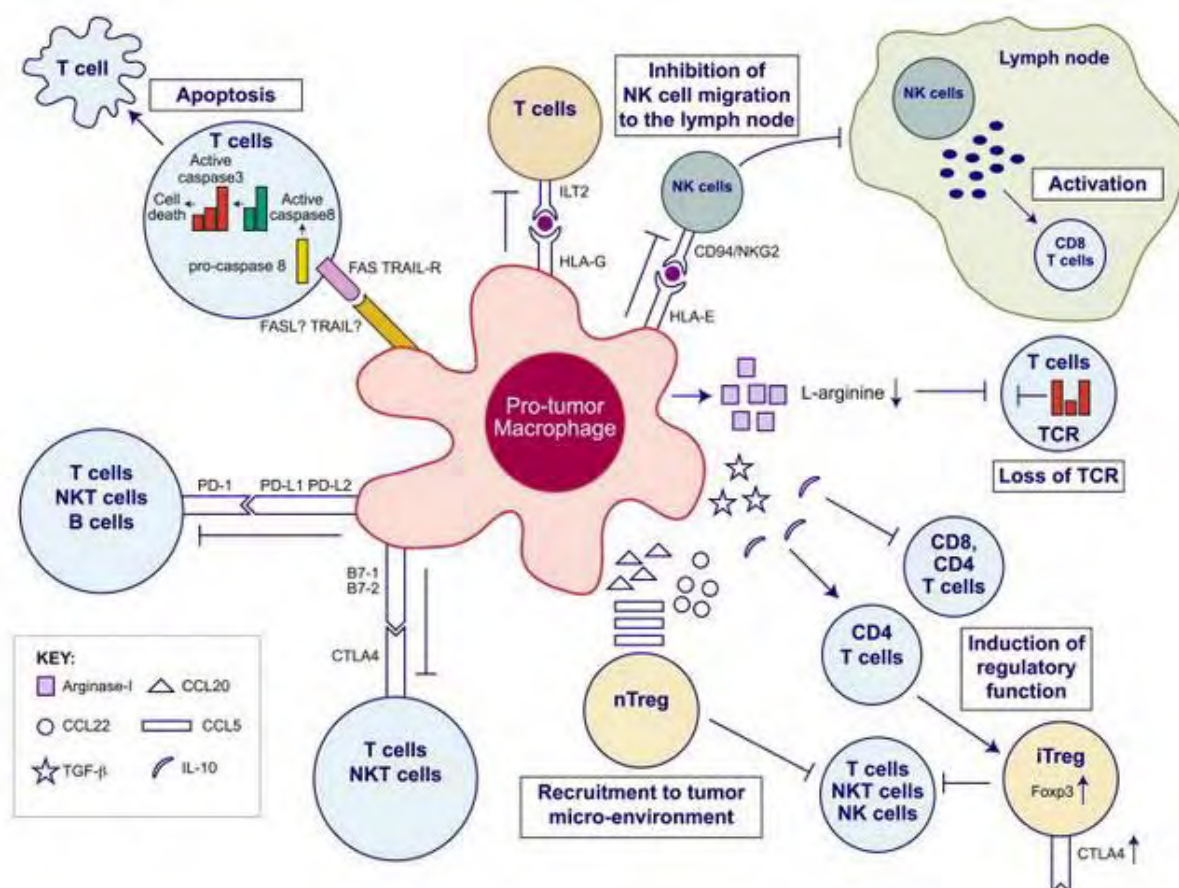 T cell
Apoptosis
T cells
Active
caspase3
Cell
death
Active
caspase8
pro-caspase 8
FAS TRAIL-R
FASL? TRAIL?
T cells
ILT2
HLA-G
Inhibition of
NK cell migration
to the lymph node
NK cells
CD94/NKG2
HLA-E
Lymph node
NK cells
Activation
CD8
T cells
Pro-tumor
Macrophage
L-arginine
T cells
TCR
Loss of TCR
T cells
NKT cells
B cells
PD-1
PD-L1 PD-L2
B7-1
B7-2
CTLA4
T cells
NKT cells
CD8,
CD4
T cells
CD4
T cells
Induction of
regulatory
function
nTreg
Recruitment to tumor
micro-environment
T cells
NKT cells
NK cells
iTreg
Foxp3
CTLA4
KEY:
Arginase-I
CCL20
CCL22
CCL5
TGF-β
IL-10